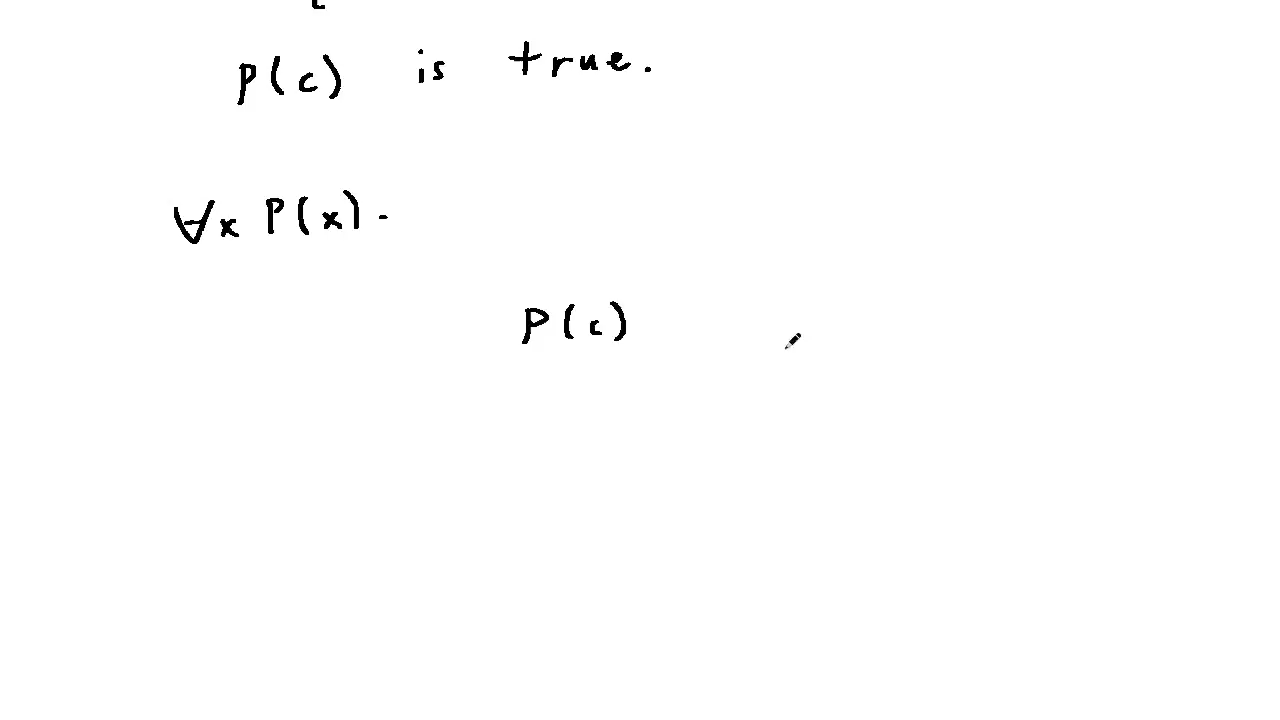 P(c) is true.
∀x P(x).
P(c)